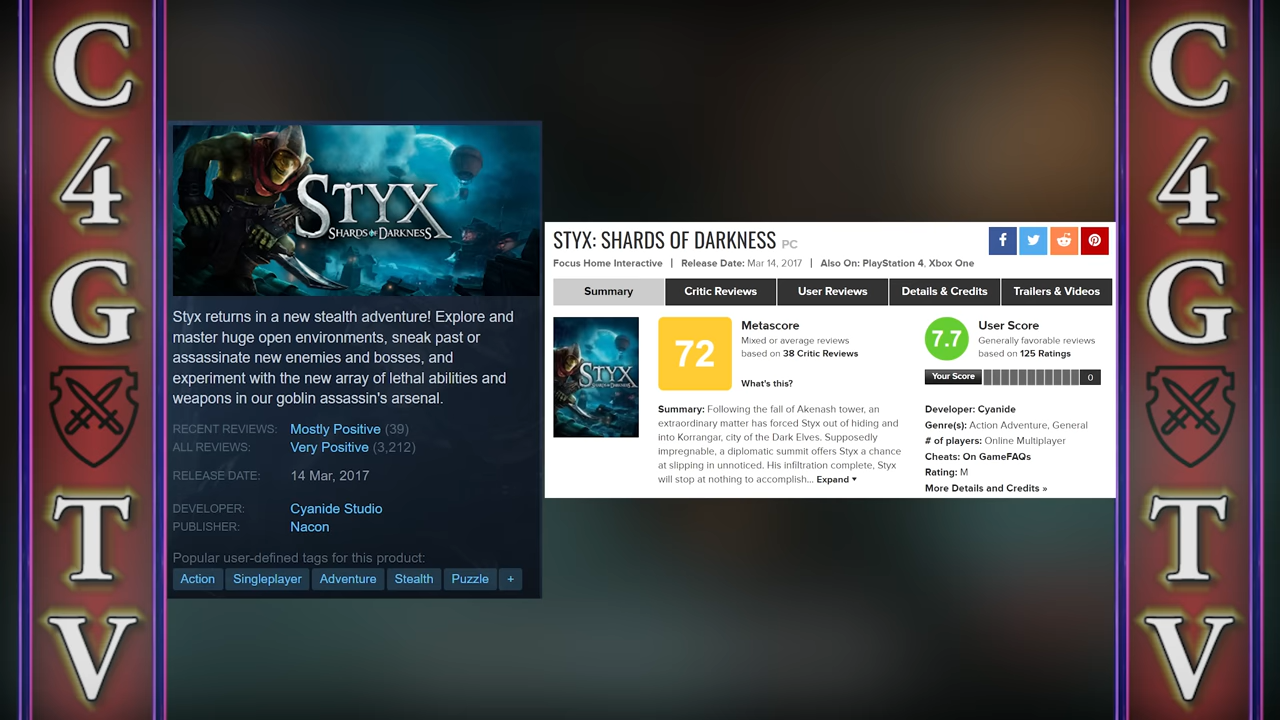 C4G TV
STYX
SHARDS OF DARKNESS
Styx returns in a new stealth adventure! Explore and
master huge open environments, sneak past or
assassinate new enemies and bosses, and
experiment with the new array of lethal abilities and
weapons in our goblin assassin's arsenal.
RECENT REVIEWS: Mostly Positive (39)
ALL REVIEWS: Very Positive (3,212)
RELEASE DATE: 14 Mar, 2017
DEVELOPER: Cyanide Studio
PUBLISHER: Nacon
Popular user-defined tags for this product:
Action Singleplayer Adventure Stealth Puzzle +
STYX: SHARDS OF DARKNESS PC
Focus Home Interactive | Release Date: Mar 14, 2017 | Also On: PlayStation 4, Xbox One
Summary Critic Reviews User Reviews Details & Credits Trailers & Videos
STYX
SHARDS OF DARKNESS
72
Metascore
Mixed or average reviews
based on 38 Critic Reviews
What's this?
7.7
User Score
Generally favorable reviews
based on 125 Ratings
Your Score 0
Summary: Following the fall of Akenash tower, an
extraordinary matter has forced Styx out of hiding and
into Korrangar, city of the Dark Elves. Supposedly
impregnable, a diplomatic summit offers Styx a chance
at slipping in unnoticed. His infiltration complete, Styx
will stop at nothing to accomplish... Expand
Developer: Cyanide
Genre(s): Action Adventure, General
# of players: Online Multiplayer
Cheats: On GameFAQs
Rating: M
More Details and Credits »
C4G TV